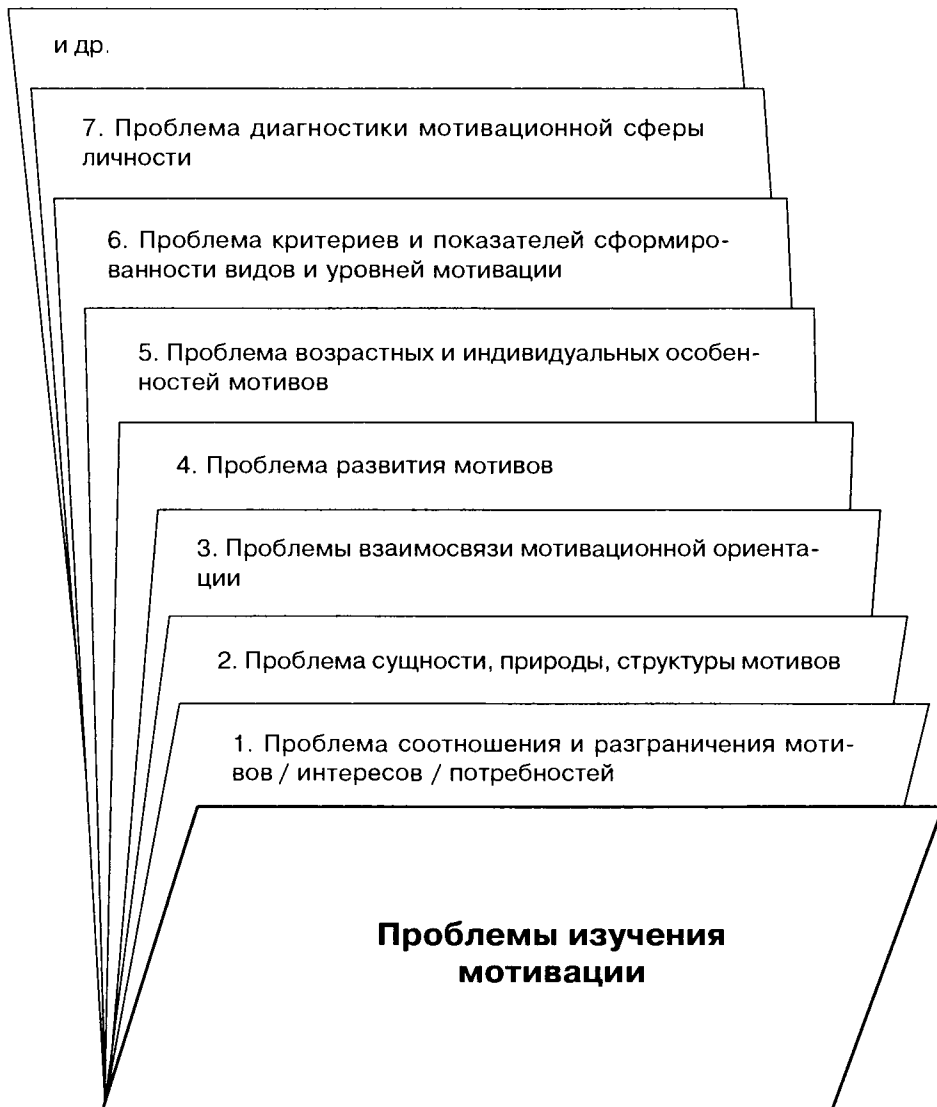 и др.
7. Проблема диагностики мотивационной сферы
личности
6. Проблема критериев и показателей сформиро-
ванности видов и уровней мотивации
5. Проблема возрастных и индивидуальных особен-
ностей мотивов
4. Проблема развития мотивов
3. Проблемы взаимосвязи мотивационной ориента-
ции
2. Проблема сущности, природы, структуры мотивов
1. Проблема соотношения и разграничения моти-
вов / интересов / потребностей
Проблемы изучения
мотивации